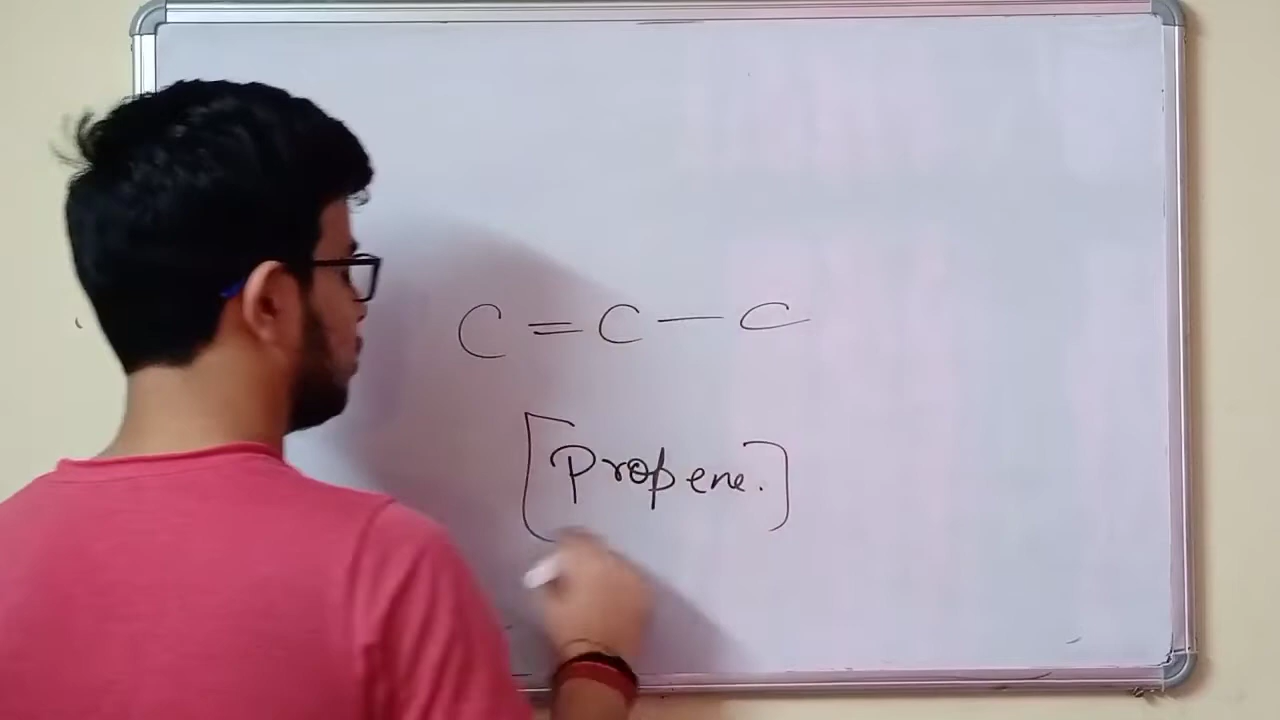 C = C — C
[Propene.]